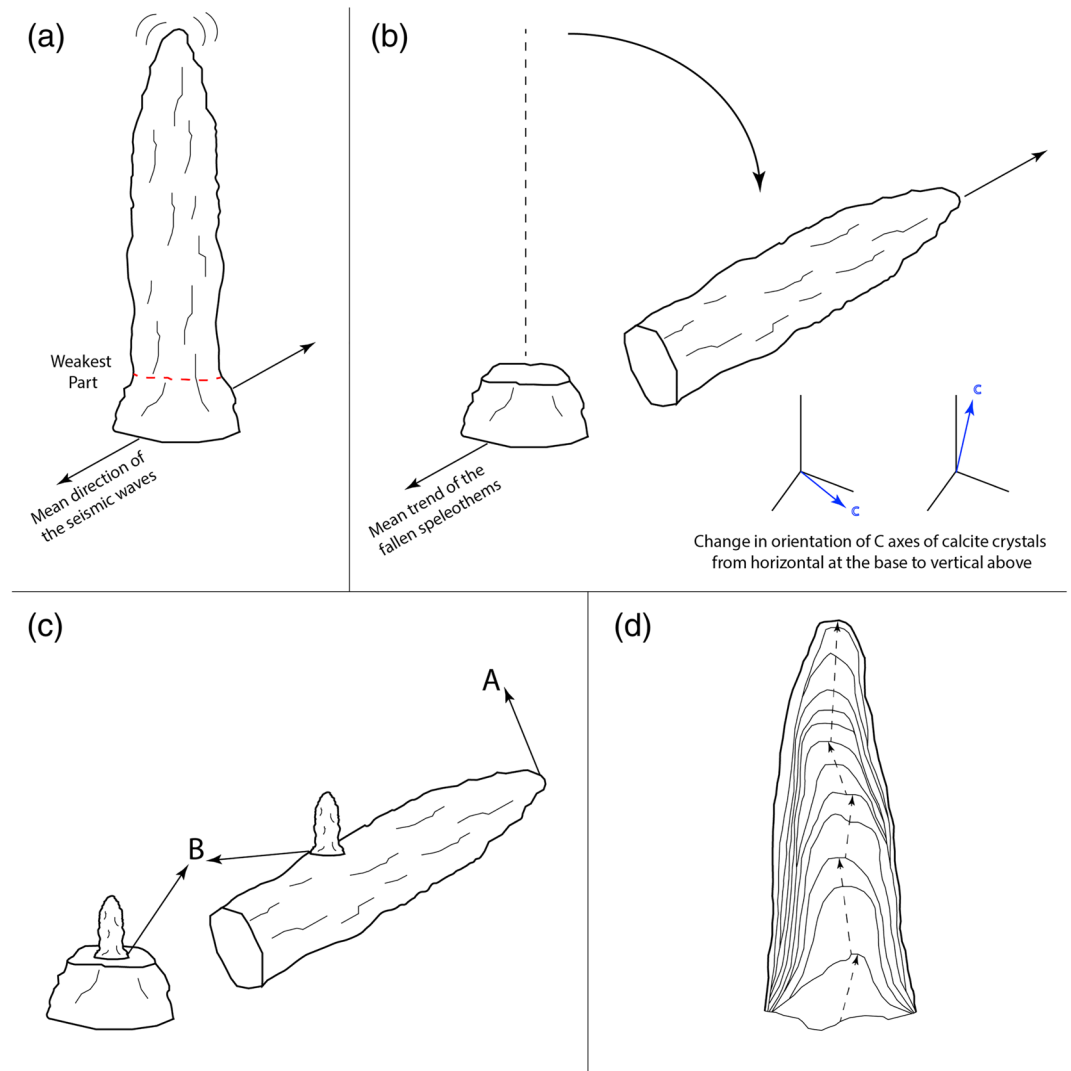 (a)
Weakest
Part
Mean direction of
the seismic waves
(b)
Mean trend of the
fallen speleothems
C
C
Change in orientation of C axes of calcite crystals
from horizontal at the base to vertical above
(c)
A
B
(d)